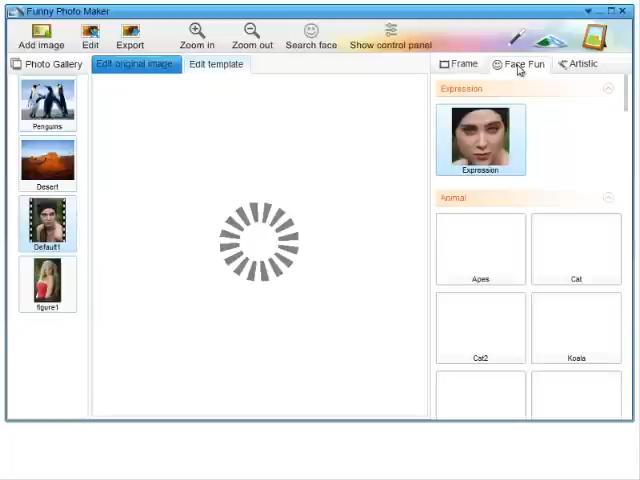 Funny Photo Maker
Add image
Edit
Export
Zoom in
Zoom out
Search face
Show control panel
Photo Gallery
Edit original image
Edit template
Frame
Face Fun
Artistic
Penguins
Desert
Default1
figure1
Expression
Expression
Animal
Apes
Cat
Cat2
Koala